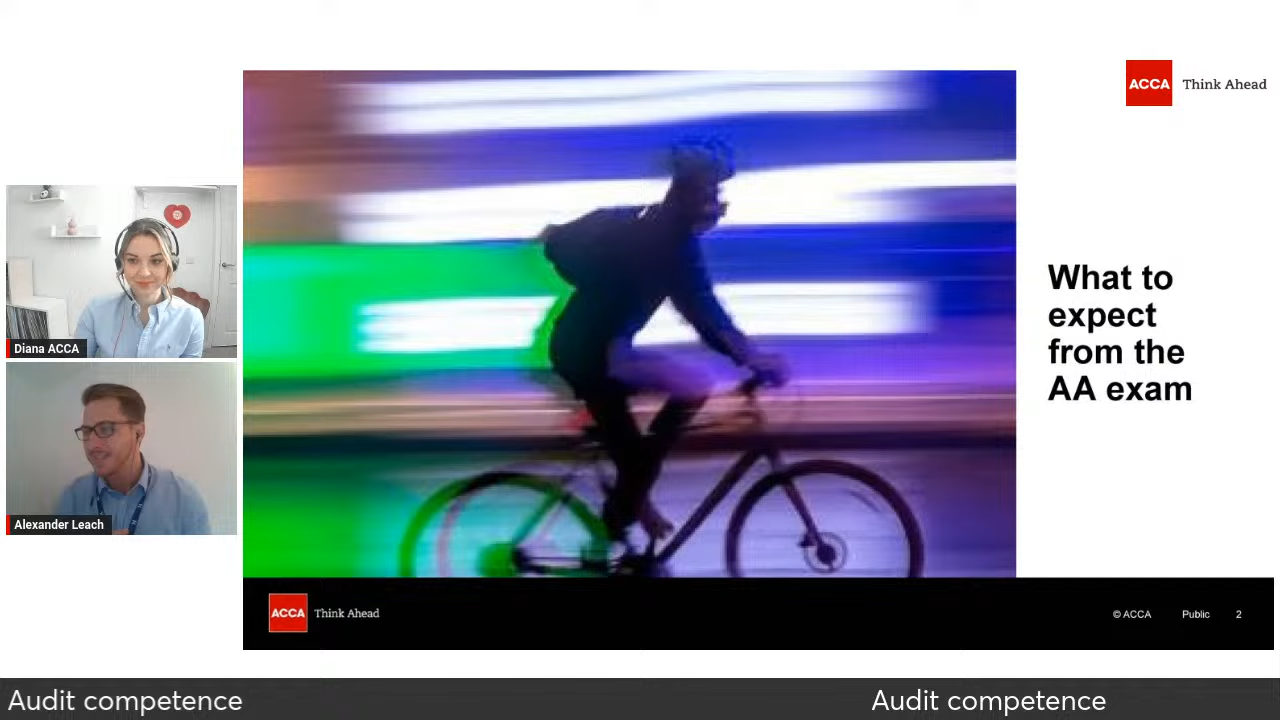 ACCA Think Ahead
Diana ACCA
Alexander Leach
What to
expect
from the
AA exam
ACCA Think Ahead
© ACCA Public 2
Audit competence Audit competence